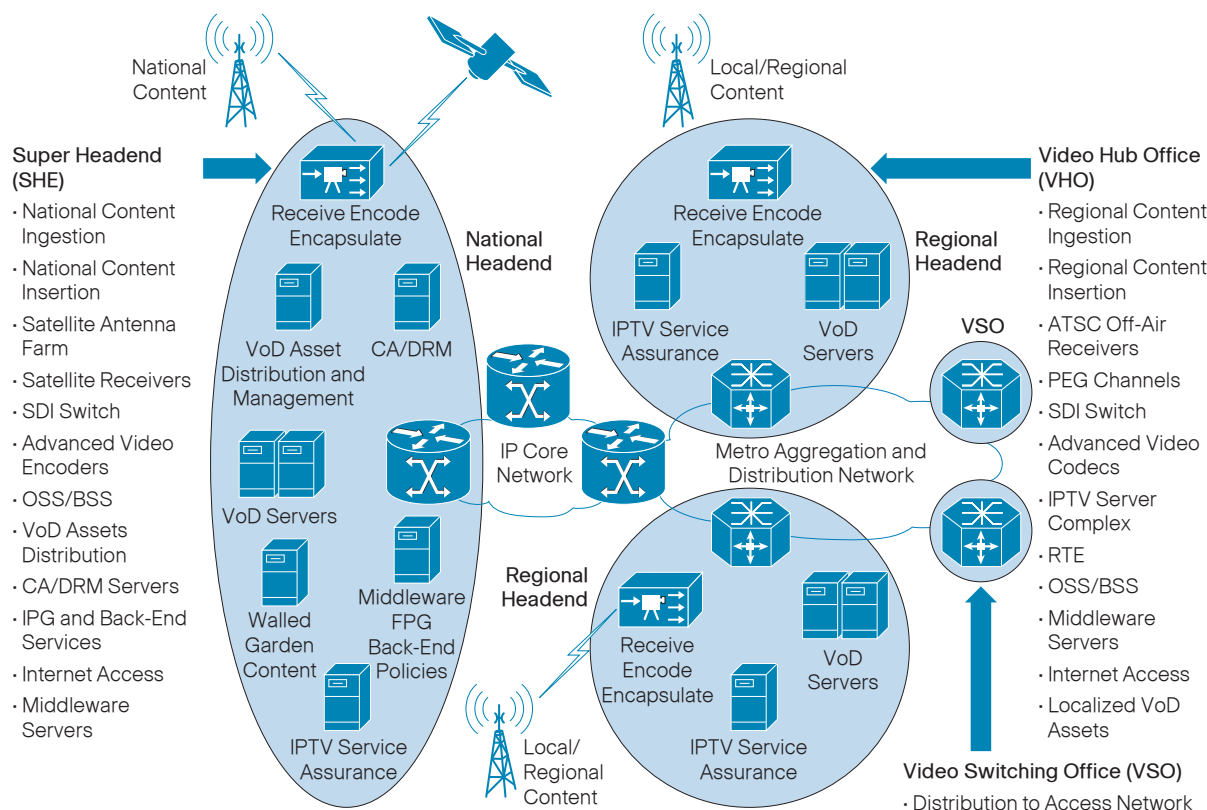 National
Content
Local/Regional
Content
Super Headend
(SHE)
· National Content
Ingestion
· National Content
Insertion
· Satellite Antenna
Farm
· Satellite Receivers
· SDI Switch
· Advanced Video
Encoders
· OSS/BSS
· VoD Assets
Distribution
· CA/DRM Servers
· IPG and Back-End
Services
· Internet Access
· Middleware
Servers
Receive Encode
Encapsulate
National
Headend
VoD Asset
Distribution and
Management
CA/DRM
VoD Servers
Walled
Garden
Content
Middleware
FPG
Back-End
Policies
IPTV Service
Assurance
IP Core
Network
Receive Encode
Encapsulate
Regional
Headend
IPTV Service
Assurance
VoD
Servers
Metro Aggregation and
Distribution Network
VSO
Regional
Headend
Receive
Encode
Encapsulate
VoD
Servers
IPTV Service
Assurance
Local/
Regional
Content
Video Hub Office
(VHO)
· Regional Content
Ingestion
· Regional Content
Insertion
· ATSC Off-Air
Receivers
· PEG Channels
· SDI Switch
· Advanced Video
Codecs
· IPTV Server
Complex
· RTE
· OSS/BSS
· Middleware
Servers
· Internet Access
· Localized VoD
Assets
Video Switching Office (VSO)
· Distribution to Access Network